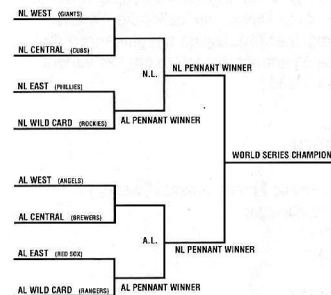 NL WEST (GIANTS)
NL CENTRAL (CUBS)
N.L.
NL PENNANT WINNER
NL EAST (PHILLIES)
NL WILD CARD (ROCKIES)
AL PENNANT WINNER
WORLD SERIES CHAMPION
AL WEST (ANGELS)
AL CENTRAL (BREWERS)
A.L.
NL PENNANT WINNER
AL EAST (RED SOX)
AL WILD CARD (RANGERS)
AL PENNANT WINNER